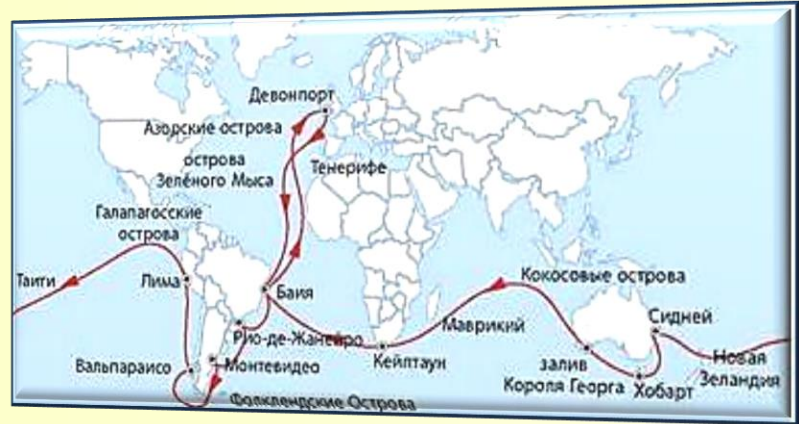 Девонпорт
Азорские острова
острова
Зелёного Мыса
Тенерифе
Галапагосские
острова
Таити
Лима
Баия
Кокосовые острова
Маврикий
Сидней
Рио-де-Жанейро
Кейптаун
Вальпараисо
Монтевидео
залив
Короля Георга
Хобарт
Новая
Зеландия
Фолклендские Острова